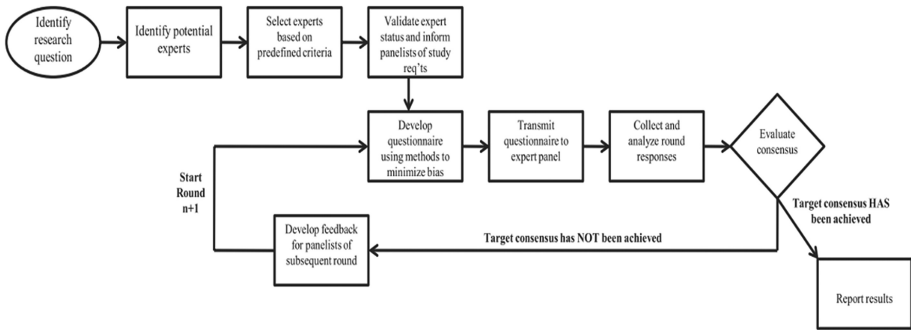 Identify
research
question
Identify potential
experts
Select experts
based on
predefined criteria
Validate expert
status and inform
panelists of study
req'ts
Develop
questionnaire
using methods to
minimize bias
Transmit
questionnaire to
expert panel
Collect and
analyze round
responses
Evaluate
consensus
Target consensus HAS
been achieved
Report results
Target consensus has NOT been achieved
Develop feedback
for panelists of
subsequent round
Start
Round
n+1